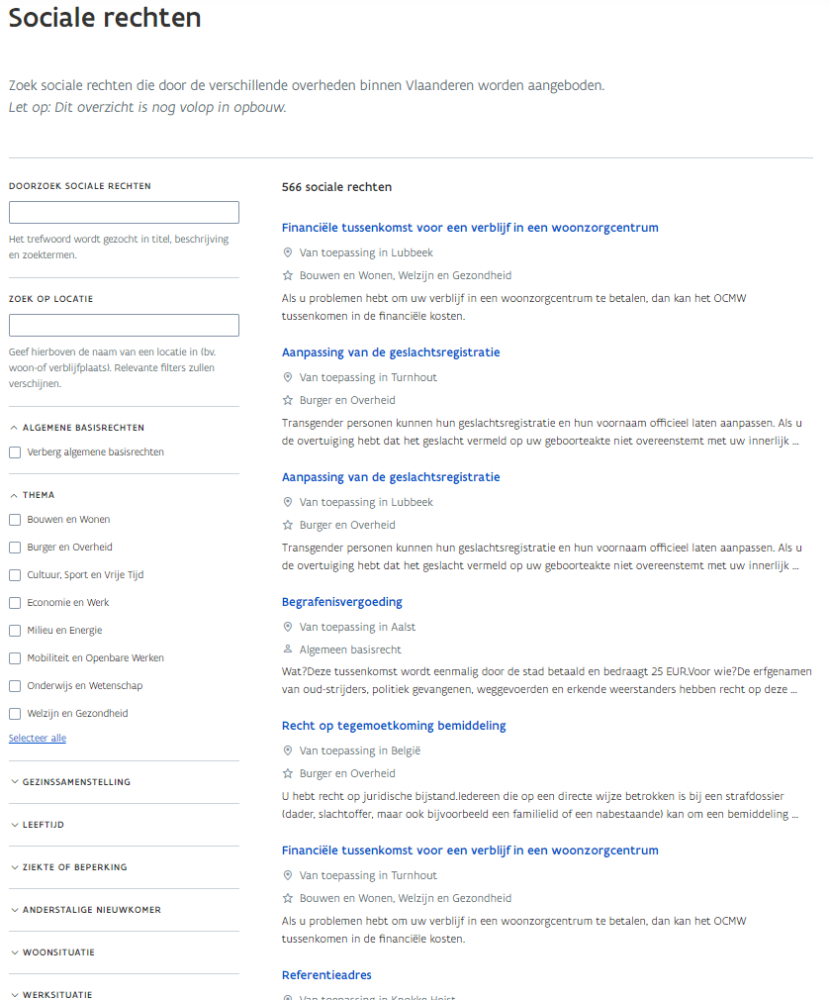 Sociale rechten
Zoek sociale rechten die door de verschillende overheden binnen Vlaanderen worden aangeboden.
Let op: Dit overzicht is nog volop in opbouw.
DOORZOEK SOCIALE RECHTEN
Het trefwoord wordt gezocht in titel, beschrijving
en zoektermen.
ZOEK OP LOCATIE
Geef hierboven de naam van een locatie in (bv.
woon-of verblijfplaats). Relevante filters zullen
verschijnen.
ALGEMENE BASISRECHTEN
Verberg algemene basisrechten
THEMA
Bouwen en Wonen
Burger en Overheid
Cultuur, Sport en Vrije Tijd
Economie en Werk
Milieu en Energie
Mobiliteit en Openbare Werken
Onderwijs en Wetenschap
Welzijn en Gezondheid
Selecteer alle
GEZINSSAMENSTELLING
LEEFTIJD
ZIEKTE OF BEPERKING
ANDERSTALIGE NIEUWKOMER
WOONSITUATIE
WERKSITUATIE
566 sociale rechten
Financiële tussenkomst voor een verblijf in een woonzorgcentrum
Van toepassing in Lubbeek
Bouwen en Wonen, Welzijn en Gezondheid
Als u problemen hebt om uw verblijf in een woonzorgcentrum te betalen, dan kan het OCMW
tussenkomen in de financiële kosten.
Aanpassing van de geslachtsregistratie
Van toepassing in Turnhout
Burger en Overheid
Transgender personen kunnen hun geslachtsregistratie en hun voornaam officieel laten aanpassen. Als u
de overtuiging hebt dat het geslacht vermeld op uw geboorteakte niet overeenstemt met uw innerlijk ...
Aanpassing van de geslachtsregistratie
Van toepassing in Lubbeek
Burger en Overheid
Transgender personen kunnen hun geslachtsregistratie en hun voornaam officieel laten aanpassen. Als u
de overtuiging hebt dat het geslacht vermeld op uw geboorteakte niet overeenstemt met uw innerlijk ...
Begrafenisvergoeding
Van toepassing in Aalst
Algemeen basisrecht
Wat?Deze tussenkomst wordt eenmalig door de stad betaald en bedraagt 25 EUR.Voor wie?De erfgenamen
van oud-strijders, politiek gevangenen, weggevoerden en erkende weerstanders hebben recht op deze ...
Recht op tegemoetkoming bemiddeling
Van toepassing in België
Burger en Overheid
U hebt recht op juridische bijstand.Iedereen die op een directe wijze betrokken is bij een strafdossier
(dader, slachtoffer, maar ook bijvoorbeeld een familielid of een nabestaande) kan om een bemiddeling ...
Financiële tussenkomst voor een verblijf in een woonzorgcentrum
Van toepassing in Turnhout
Bouwen en Wonen, Welzijn en Gezondheid
Als u problemen hebt om uw verblijf in een woonzorgcentrum te betalen, dan kan het OCMW
tussenkomen in de financiële kosten.
Referentieadres
Van toepassing in Knokke-Heist